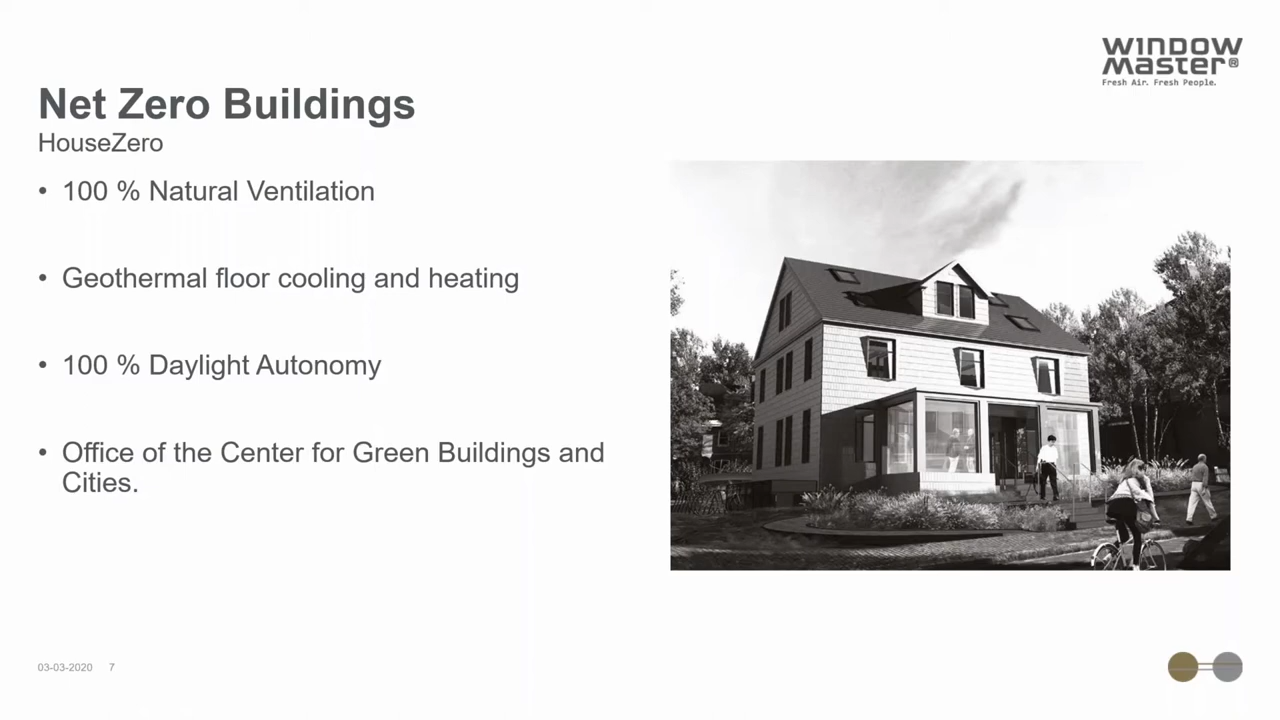 WINDOW
Master®
Fresh Air. Fresh People.
Net Zero Buildings
HouseZero
• 100 % Natural Ventilation
• Geothermal floor cooling and heating
• 100 % Daylight Autonomy
• Office of the Center for Green Buildings and
Cities.
03-03-2020 7